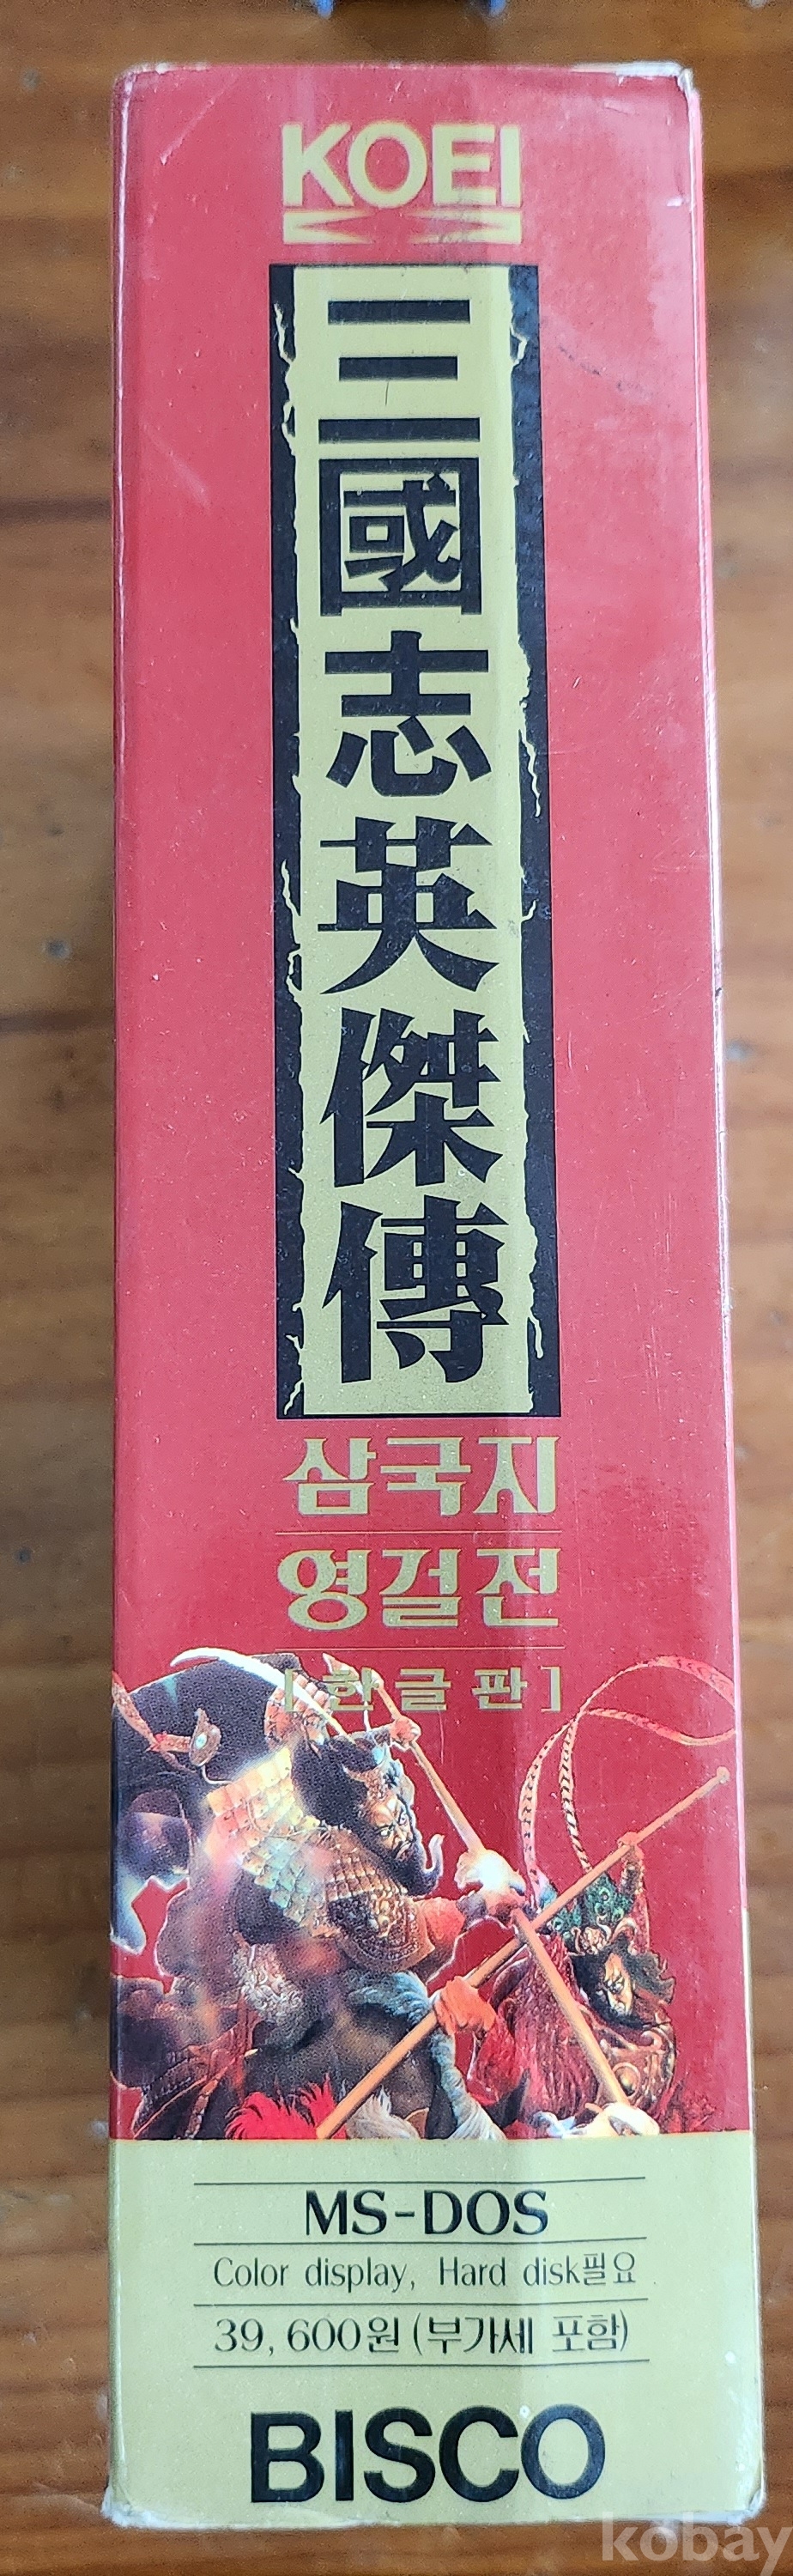 KOEI
三國志英傑傳
삼국지
영걸전
[한글판]
MS-DOS
Color display, Hard disk필요
39,600원 (부가세 포함)
BISCO
kobay